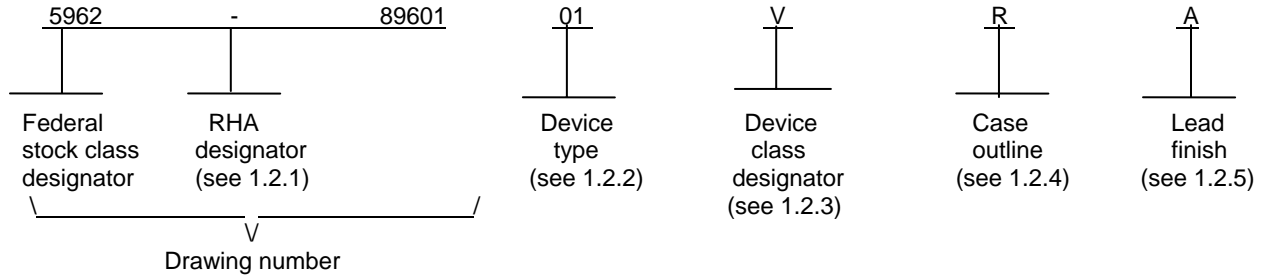 5962 - 89601 01 V R A
Federal stock class designator
RHA designator (see 1.2.1)
Device type (see 1.2.2)
Device class designator (see 1.2.3)
Case outline (see 1.2.4)
Lead finish (see 1.2.5)
Drawing number